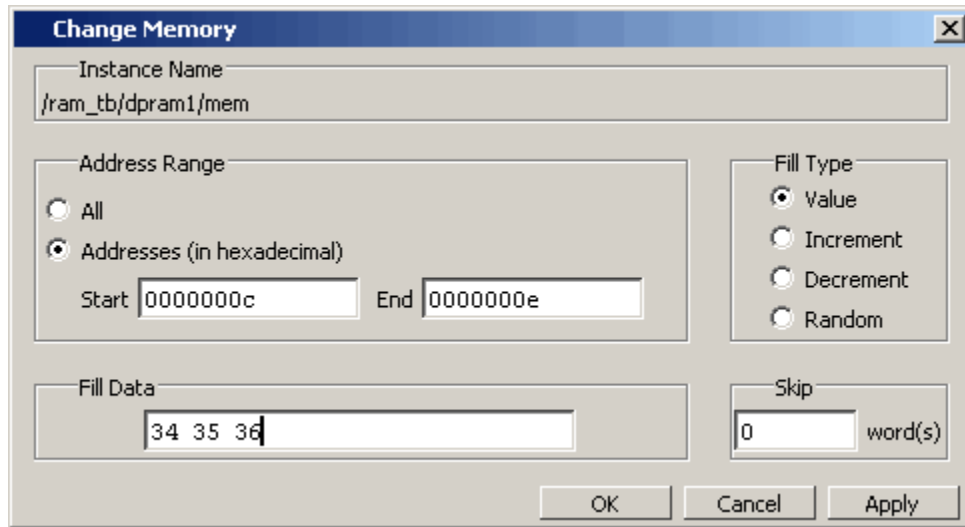 Change Memory
Instance Name
/ram_tb/dpram1/mem
Address Range
All
Addresses (in hexadecimal)
Start 0000000c End 0000000e
Fill Type
Value
Increment
Decrement
Random
Fill Data
34 35 36
Skip
0 word(s)
OK Cancel Apply